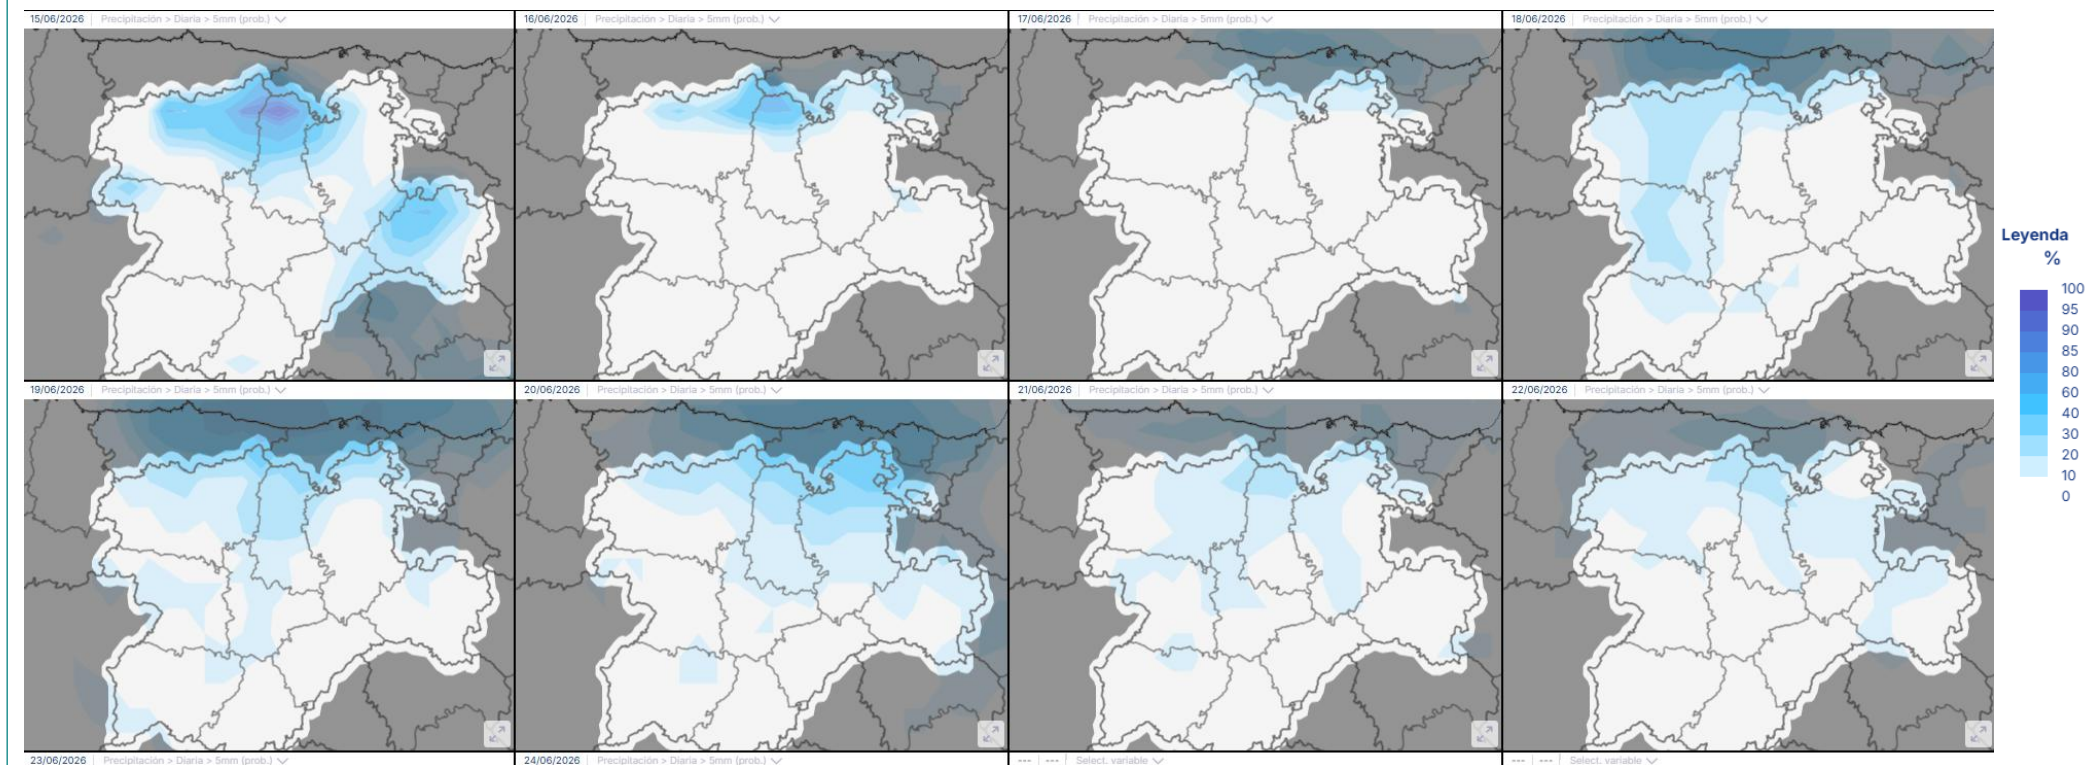 15/06/2026 Precipitación > Diaria > 5mm (prob.)
16/06/2026 Precipitación > Diaria > 5mm (prob.)
17/06/2026 Precipitación > Diaria > 5mm (prob.)
18/06/2026 Precipitación > Diaria > 5mm (prob.)
Leyenda
%
100
95
90
85
80
60
40
30
20
10
0
19/06/2026 Precipitación > Diaria > 5mm (prob.)
20/06/2026 Precipitación > Diaria > 5mm (prob.)
21/06/2026 Precipitación > Diaria > 5mm (prob.)
22/06/2026 Precipitación > Diaria > 5mm (prob.)
23/06/2026 Precipitación > Diaria > 5mm (prob.)
24/06/2026 Precipitación > Diaria > 5mm (prob.)
--- --- Select. variable
--- --- Select. variable